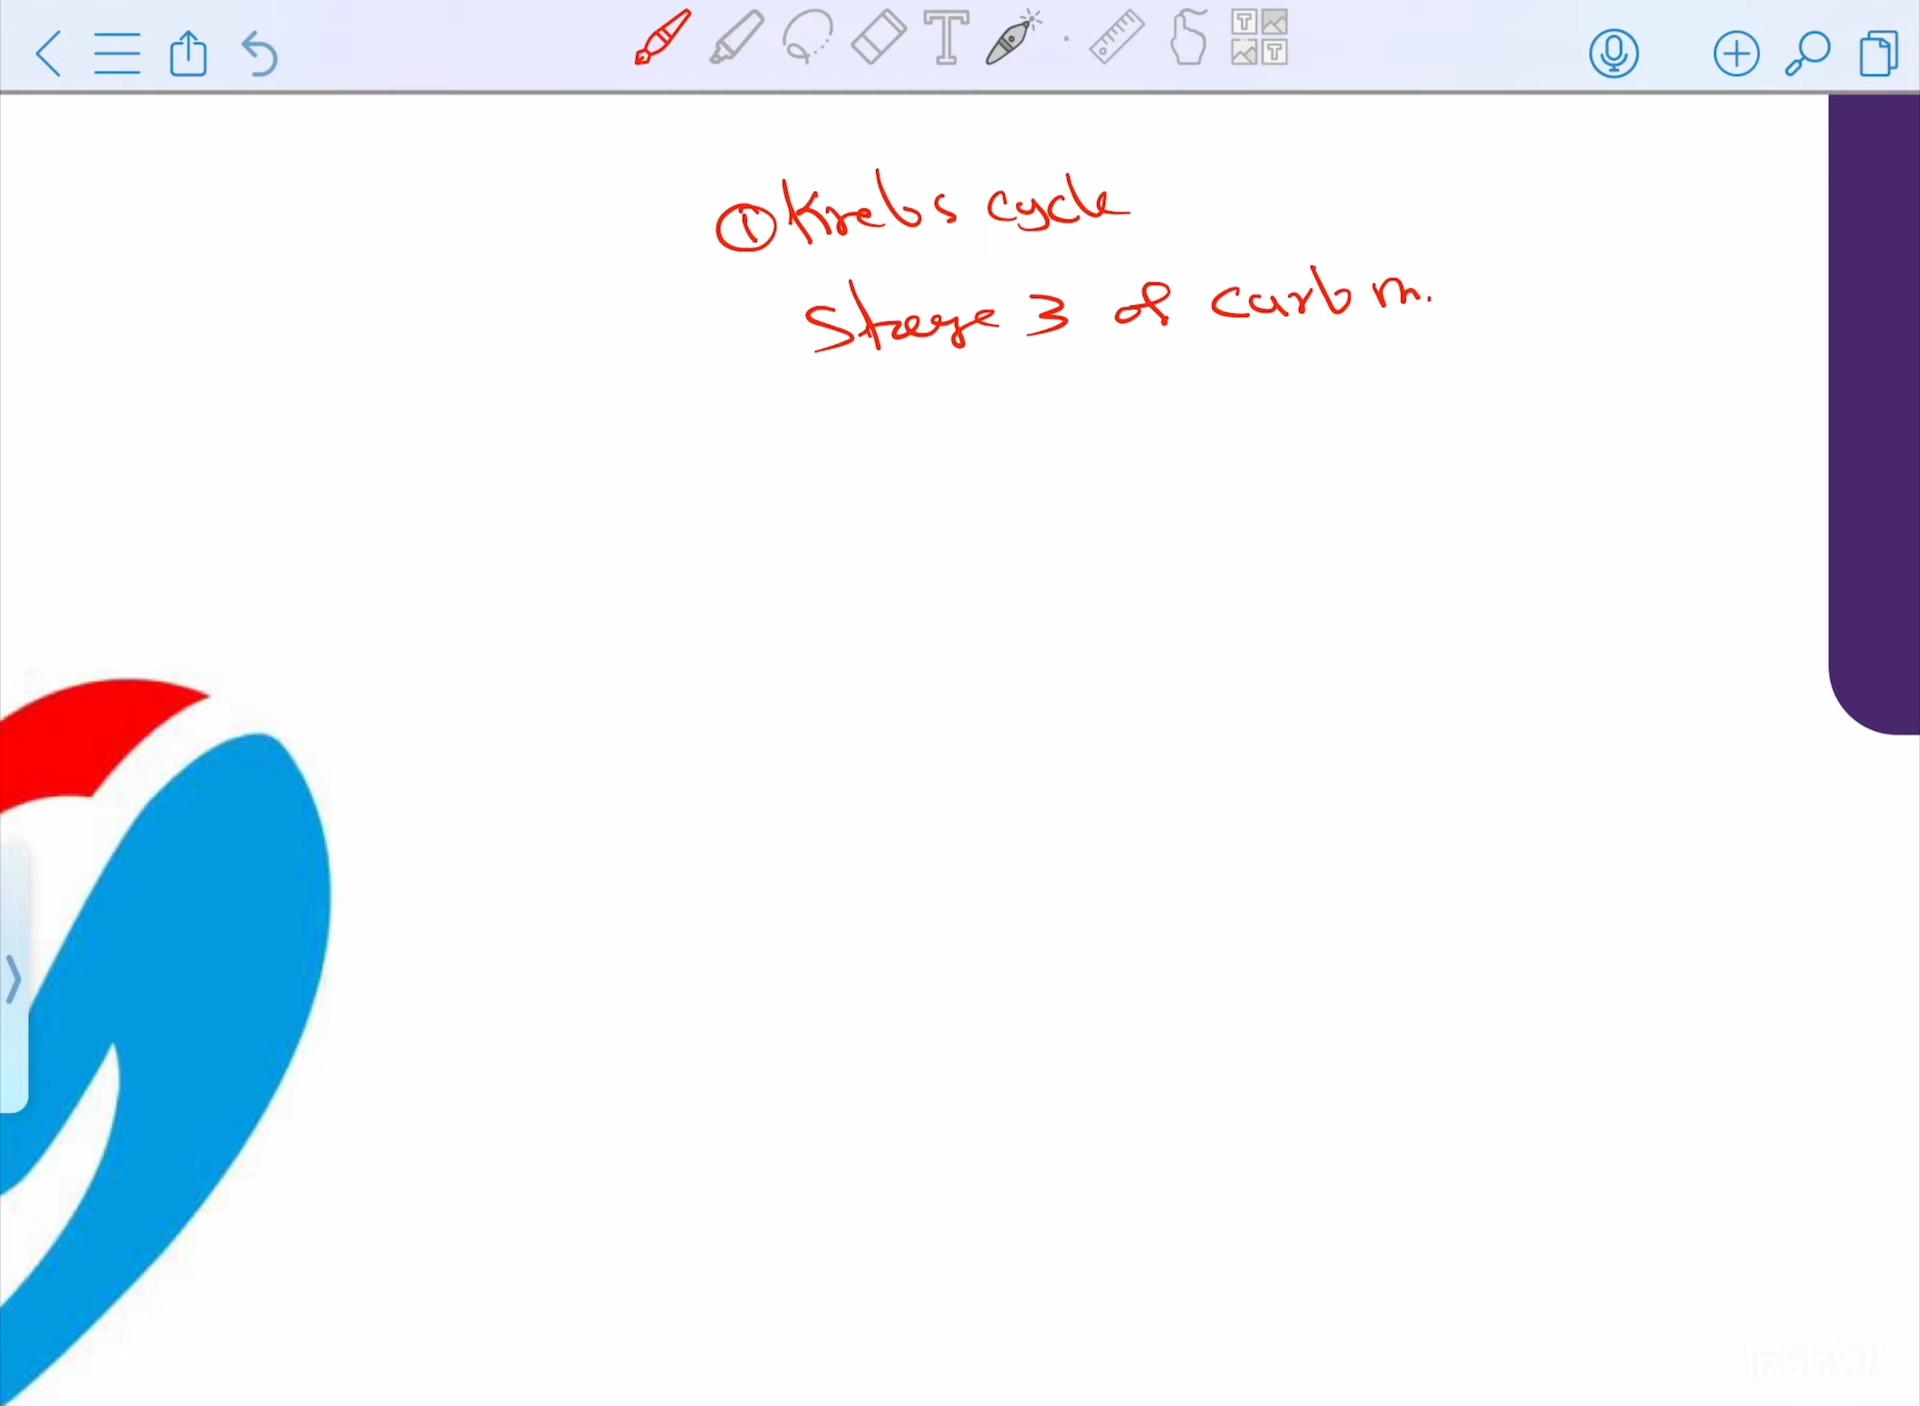 ① Krebs cycle
Stage 3 of carb m.